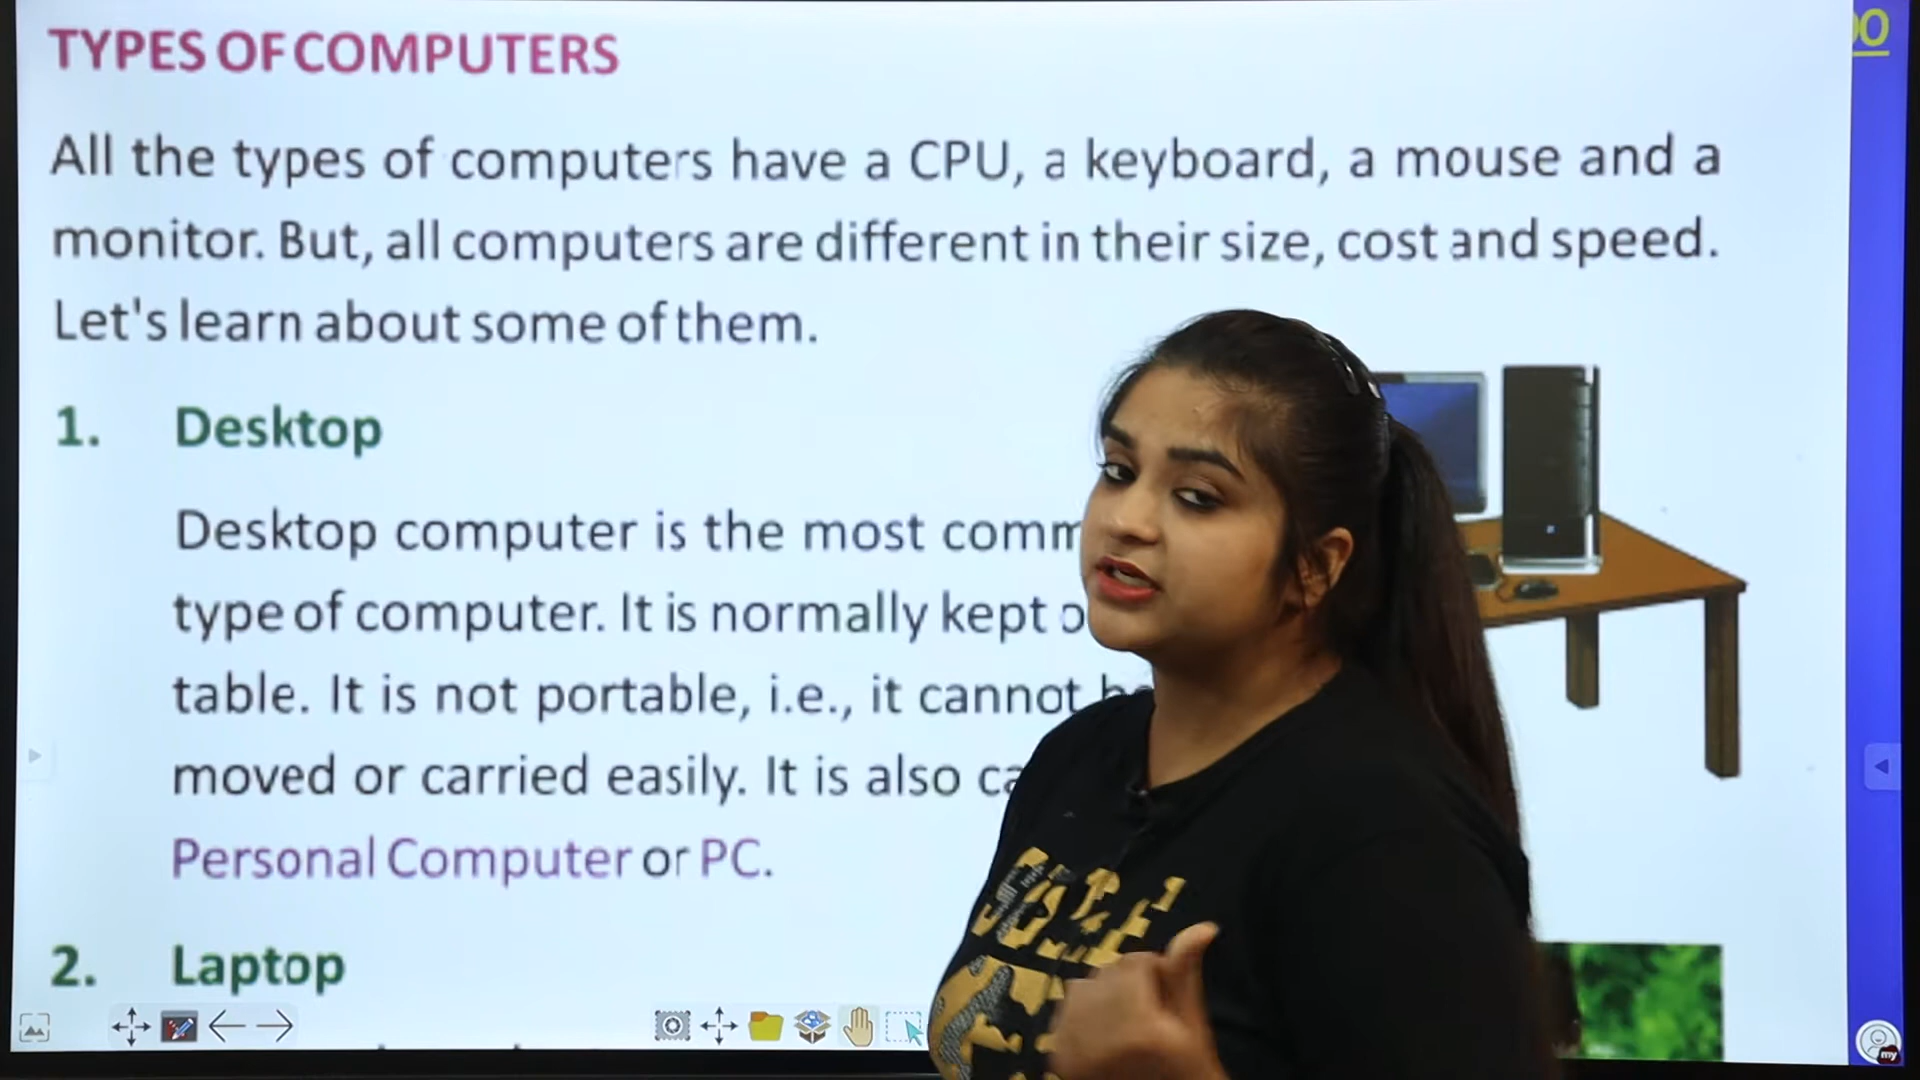 TYPES OF COMPUTERS
All the types of computers have a CPU, a keyboard, a mouse and a
monitor. But, all computers are different in their size, cost and speed.
Let's learn about some of them.
1. Desktop
Desktop computer is the most
type of computer. It is normally kept
table. It is not portable, i.e., it cannot
moved or carried easily. It is also
Personal Computer or PC.
2. Laptop
my